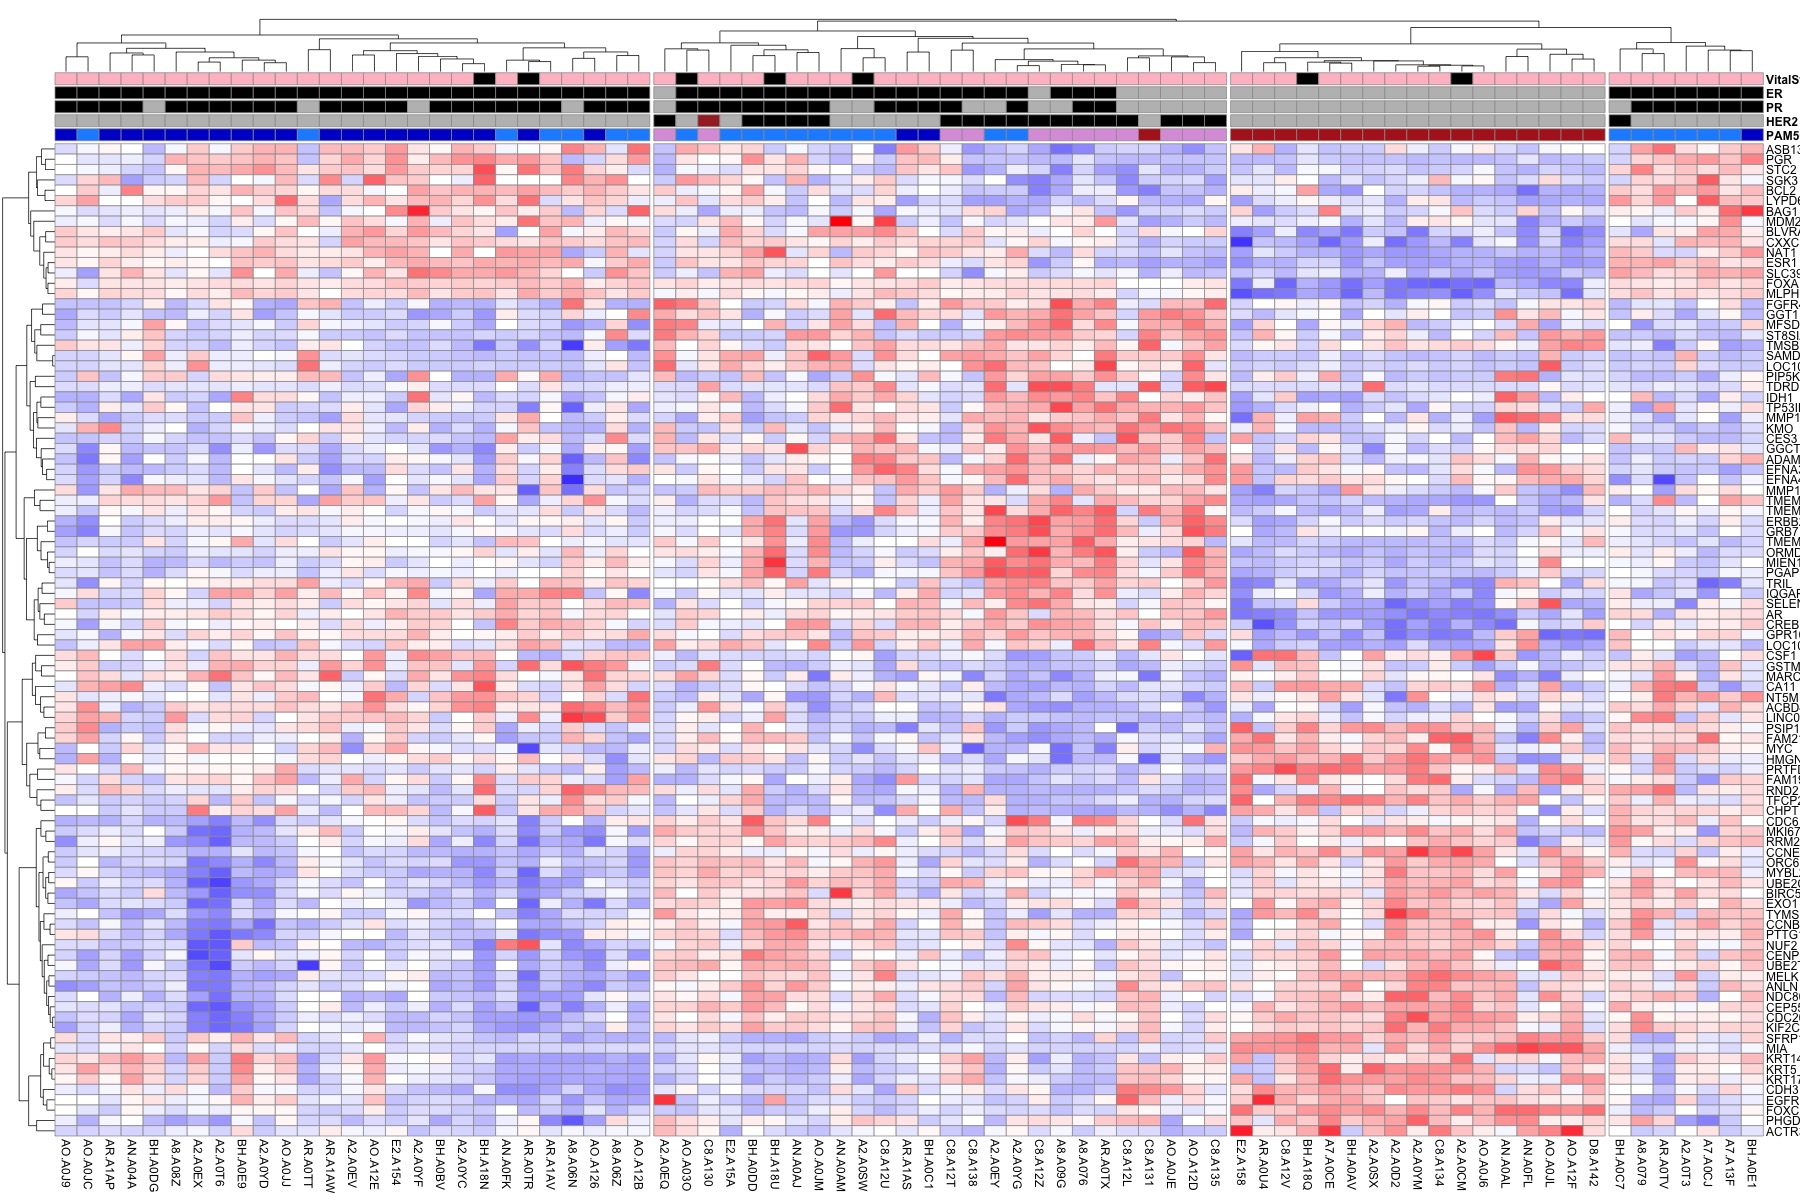 VitalSt
ER
PR
HER2
PAM5
ASB13
PGR
STC2
SGK3
BCL2
LYPD6
BAG1
MDM2
BLVRA
CXXC
NAT1
ESR1
SLC39
FOXA
MLPH
FGFR4
GGT1
MFSD
ST8SI
TMSB
SAMD
LOC10
PIP5K
TDRD
IDH1
TP53II
MMP1
KMO
CES3
GGCT
ADAM
EFNA3
EFNA4
MMP1
TMEM
TMEM
ERBB2
GRB7
TMEM
ORMD
MIEN1
PGAP
TRIL
IQGAP
SELEN
AR
CREB
GPR16
LOC10
CSF1
GSTM
MARC
CA11
NT5M
ACBD4
LINC0
PSIP1
FAM21
MYC
HMGN
PRTFD
FAM19
RND2
TFCP2
CHPT
CDC6
MKI67
RRM2
CCNE
ORC6
MYBL
UBE2C
BIRC5
EXO1
TYMS
CCNB
PTTG
NUF2
CENP
UBE2T
MELK
ANLN
NDC80
CEP55
CDC20
KIF2C
SFRP1
MIA
KRT14
KRT5
KRT17
CDH3
EGFR
FOXC
PHGD
ACTR3
AO.A0J9
AO.A0JC
AR.A1AP
AN.A04A
BH.A0DG
A8.A08Z
A2.A0EX
A2.A0T6
BH.A0E9
A2.A0YD
AO.A0JJ
AR.A0TT
AR.A1AW
A2.A0EV
AO.A12E
E2.A154
A2.A0YF
BH.A0BV
A2.A0YC
BH.A18N
AN.A0FK
AR.A0TR
AR.A1AV
A8.A06N
AO.A126
A8.A06Z
AO.A12B
A2.A0EQ
AO.A03O
C8.A130
E2.A15A
BH.A0DD
BH.A18U
AN.A0AJ
AO.A0JM
AN.A0AM
A2.A0SW
C8.A12U
AR.A1AS
BH.A0C1
C8.A12T
C8.A138
A2.A0EY
A2.A0YG
C8.A12Z
A8.A09G
A8.A076
AR.A0TX
C8.A12L
C8.A131
AO.A0JE
AO.A12D
C8.A135
E2.A158
AR.A0U4
C8.A12V
BH.A18Q
A7.A0CE
BH.A0AV
A2.A0SX
A2.A0D2
A2.A0YM
C8.A134
A2.A0CM
AO.A0J6
AN.A0AL
AN.A0FL
AO.A0JL
AO.A12F
D8.A142
BH.A0C7
A8.A079
AR.A0TV
A2.A0T3
A7.A0CJ
A7.A13F
BH.A0E1